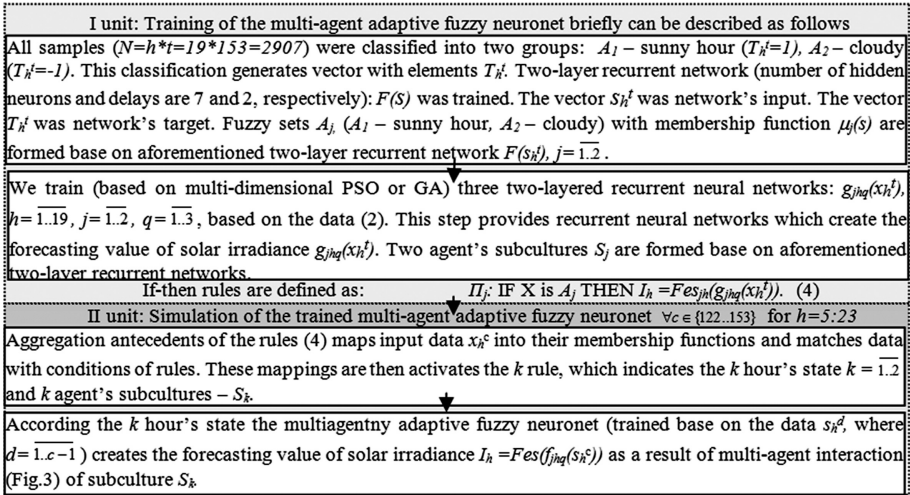 I unit: Training of the multi-agent adaptive fuzzy neuronet briefly can be described as follows
All samples (N=h*t=19*153=2907) were classified into two groups: A₁ – sunny hour (Tₕᵗ=1), A₂ – cloudy
(Tₕᵗ=-1). This classification generates vector with elements Tₕᵗ. Two-layer recurrent network (number of hidden
neurons and delays are 7 and 2, respectively): F(s) was trained. The vector sₕᵗ was network's input. The vector
Tₕᵗ was network's target. Fuzzy sets Aⱼ, (A₁ – sunny hour, A₂ – cloudy) with membership function μⱼ(s) are
formed base on aforementioned two-layer recurrent network F(sₕᵗ), j= 1..2 .
We train (based on multi-dimensional PSO or GA) three two-layered recurrent neural networks: g_jhq(xₕᵗ),
h=1..19, j=1..2, q=1..3, based on the data (2). This step provides recurrent neural networks which create the
forecasting value of solar irradiance g_jhq(xₕᵗ). Two agent's subcultures Sⱼ are formed base on aforementioned
two-layer recurrent networks.
If-then rules are defined as: Πⱼ: IF X is Aⱼ THEN Iₕ =Fes_jh(g_jhq(xₕᵗ)). (4)
II unit: Simulation of the trained multi-agent adaptive fuzzy neuronet ∀c ∈ {122..153} for h=5:23
Aggregation antecedents of the rules (4) maps input data xₕᶜ into their membership functions and matches data
with conditions of rules. These mappings are then activates the k rule, which indicates the k hour's state k = 1..2
and k agent's subcultures – Sₖ.
According the k hour's state the multiagentny adaptive fuzzy neuronet (trained base on the data sₕᵈ, where
d= 1..c−1 ) creates the forecasting value of solar irradiance Iₕ =Fes(f_jhq(sₕᶜ)) as a result of multi-agent interaction
(Fig.3) of subculture Sₖ.